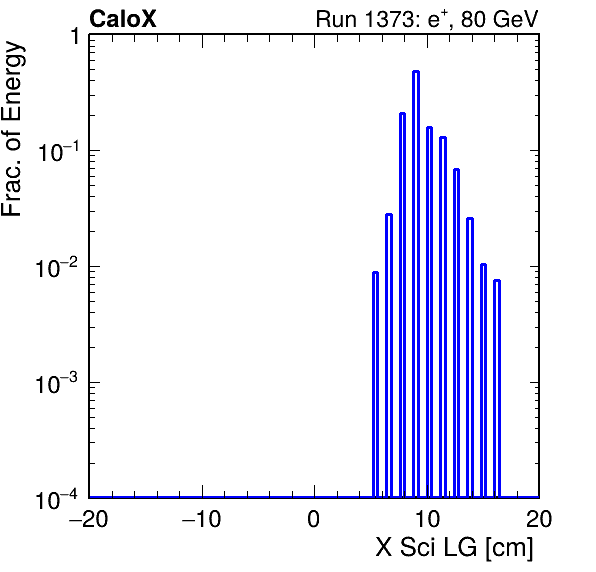 CaloX Run 1373: e⁺, 80 GeV
Frac. of Energy
1
10⁻¹
10⁻²
10⁻³
10⁻⁴
−20 −10 0 10 20
X Sci LG [cm]